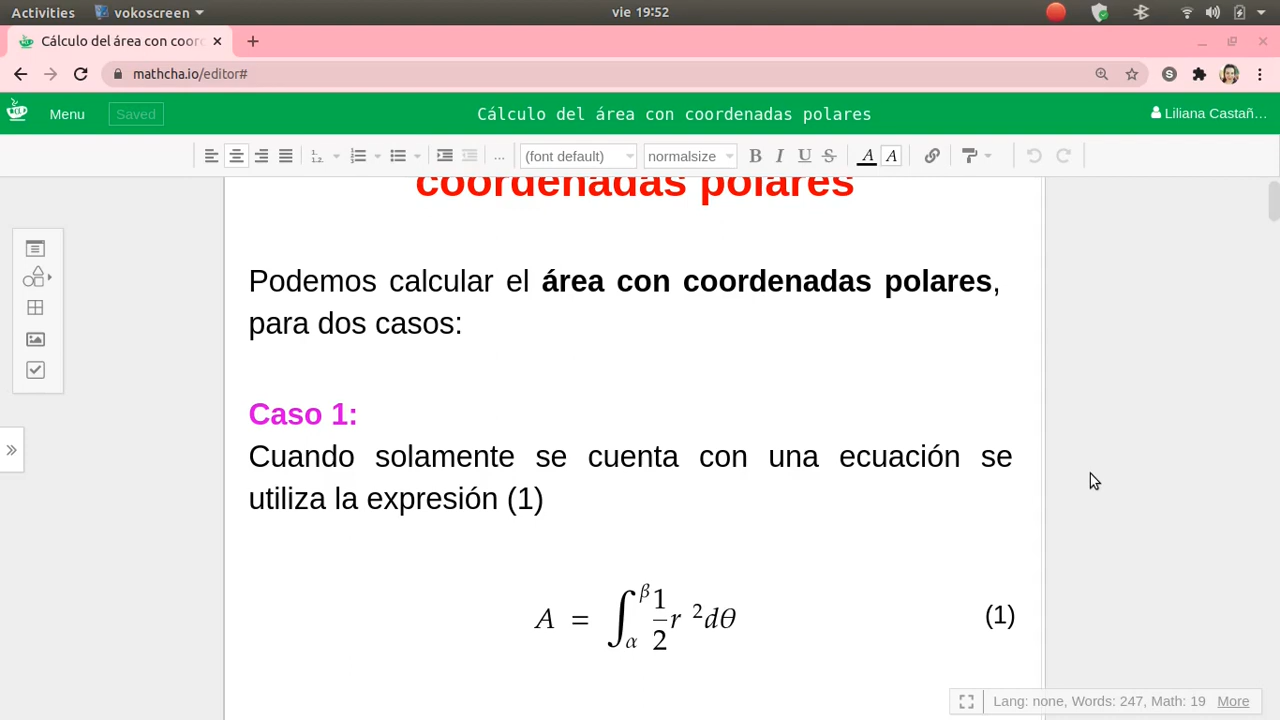 Activities vokoscreen vie 19:52
Cálculo del área con coor
mathcha.io/editor#
Menu Saved Cálculo del área con coordenadas polares Liliana Castañ...
1.2. ... (font default) normalsize B I U S A A
coordenadas polares
Podemos calcular el área con coordenadas polares,
para dos casos:
Caso 1:
Cuando solamente se cuenta con una ecuación se
utiliza la expresión (1)
A = ∫_α^β 1/2 r ²dθ (1)
Lang: none, Words: 247, Math: 19 More